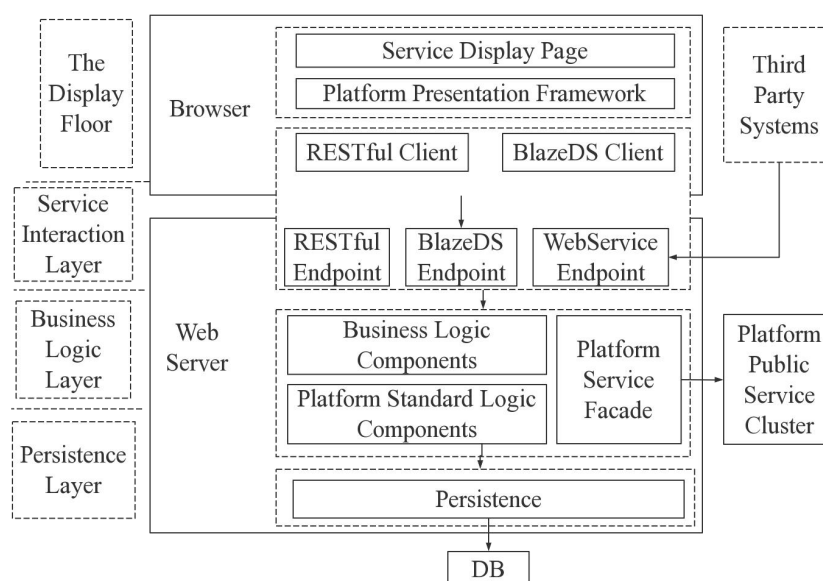 The
Display
Floor
Browser
Service Display Page
Platform Presentation Framework
Third
Party
Systems
RESTful Client
BlazeDS Client
Service
Interaction
Layer
RESTful
Endpoint
BlazeDS
Endpoint
WebService
Endpoint
Business
Logic
Layer
Web
Server
Business Logic
Components
Platform Standard Logic
Components
Platform
Service
Facade
Platform
Public
Service
Cluster
Persistence
Layer
Persistence
DB